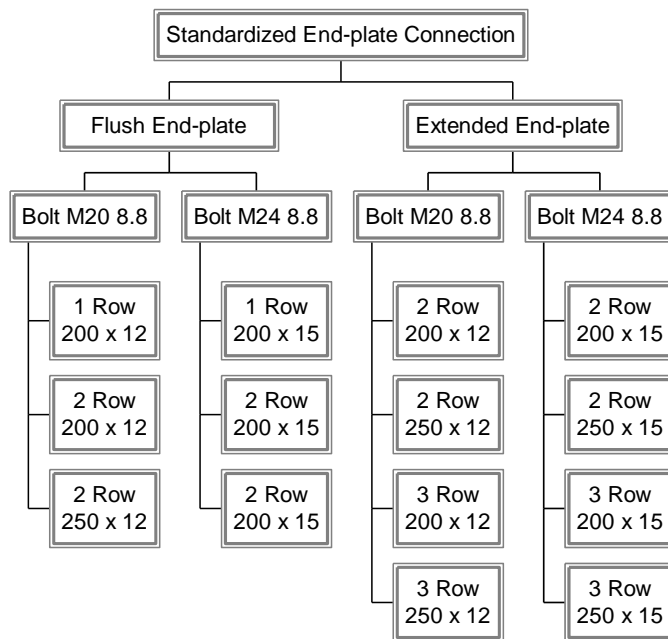 Standardized End-plate Connection
Flush End-plate
Extended End-plate
Bolt M20 8.8
Bolt M24 8.8
Bolt M20 8.8
Bolt M24 8.8
1 Row
200 x 12
2 Row
200 x 12
2 Row
250 x 12
1 Row
200 x 15
2 Row
200 x 15
2 Row
200 x 15
2 Row
200 x 12
2 Row
250 x 12
3 Row
200 x 12
3 Row
250 x 12
2 Row
200 x 15
2 Row
250 x 15
3 Row
200 x 15
3 Row
250 x 15